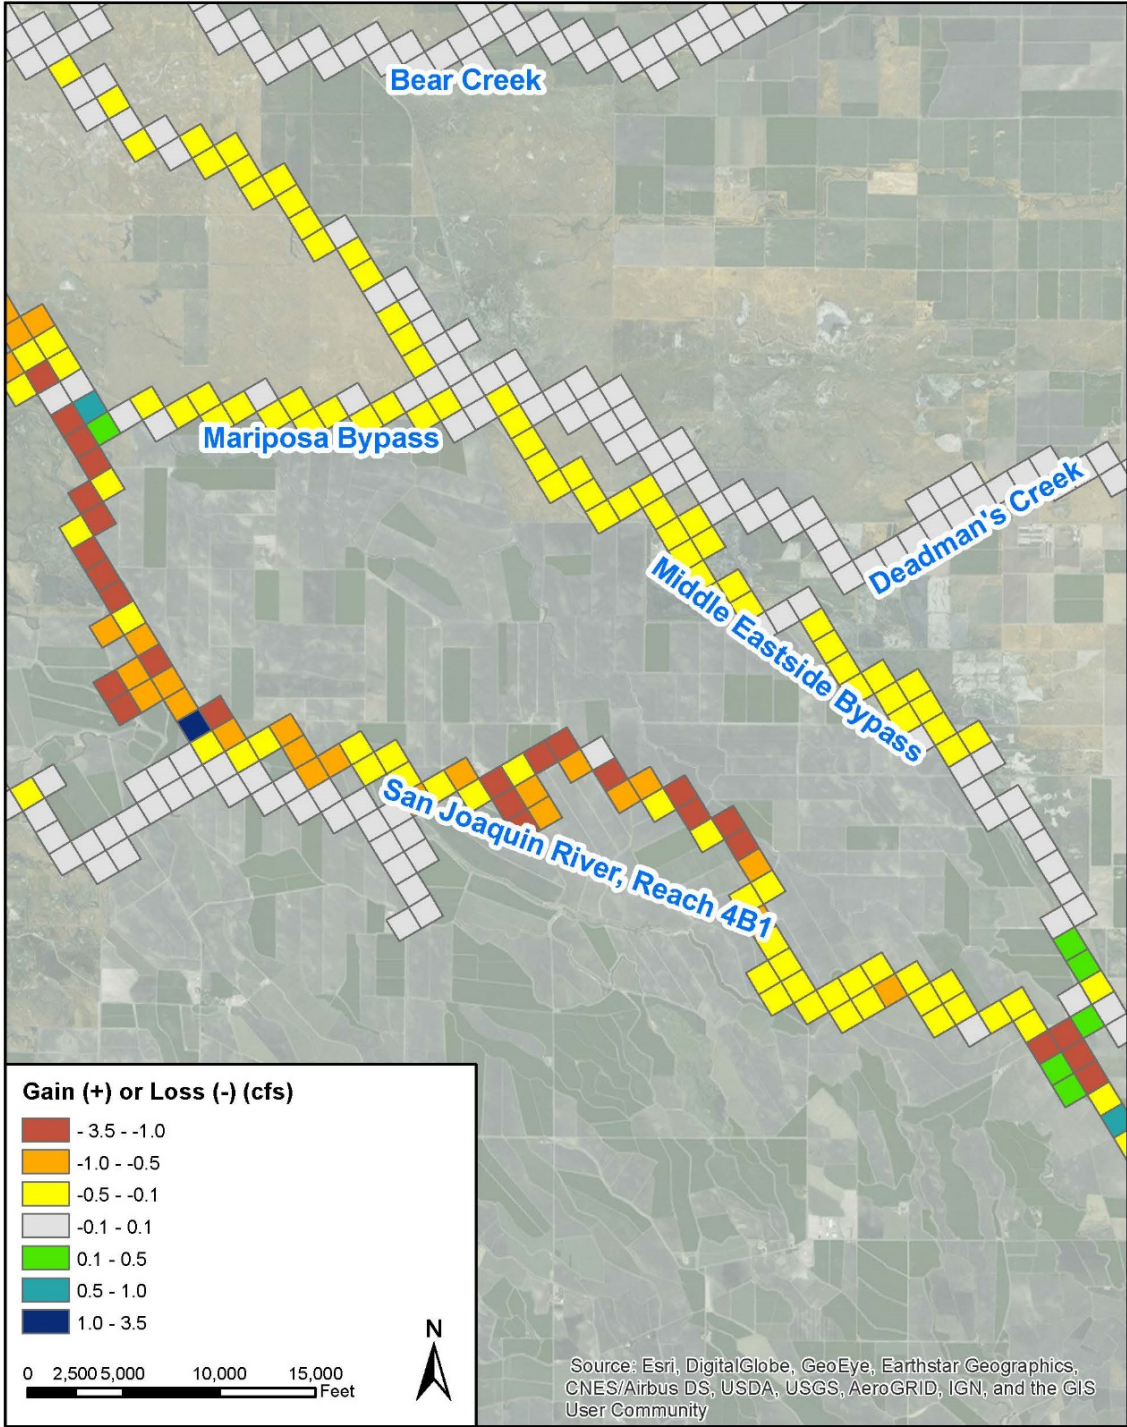 Bear Creek
Mariposa Bypass
Deadman's Creek
Middle Eastside Bypass
San Joaquin River, Reach 4B1
Gain (+) or Loss (-) (cfs)
- 3.5 - -1.0
-1.0 - -0.5
-0.5 - -0.1
-0.1 - 0.1
0.1 - 0.5
0.5 - 1.0
1.0 - 3.5
N
0 2,500 5,000 10,000 15,000
Feet
Source: Esri, DigitalGlobe, GeoEye, Earthstar Geographics,
CNES/Airbus DS, USDA, USGS, AeroGRID, IGN, and the GIS
User Community